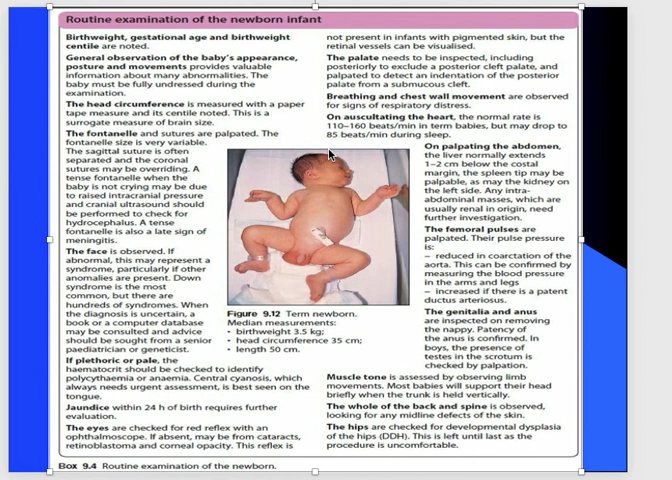 Routine examination of the newborn infant
Birthweight, gestational age and birthweight
centile are noted.
General observation of the baby's appearance,
posture and movements provides valuable
information about many abnormalities. The
baby must be fully undressed during the
examination.
The head circumference is measured with a paper
tape measure and its centile noted. This is a
surrogate measure of brain size.
The fontanelle and sutures are palpated. The
fontanelle size is very variable.
The sagittal suture is often
separated and the coronal
sutures may be overriding. A
tense fontanelle when the
baby is not crying may be due
to raised intracranial pressure
and cranial ultrasound should
be performed to check for
hydrocephalus. A tense
fontanelle is also a late sign of
meningitis.
The face is observed. If
abnormal, this may represent a
syndrome, particularly if other
anomalies are present. Down
syndrome is the most
common, but there are
hundreds of syndromes. When
the diagnosis is uncertain, a
book or a computer database
may be consulted and advice
should be sought from a senior
paediatrician or geneticist.
If plethoric or pale, the
haematocrit should be checked to identify
polycythaemia or anaemia. Central cyanosis, which
always needs urgent assessment, is best seen on the
tongue.
Jaundice within 24 h of birth requires further
evaluation.
The eyes are checked for red reflex with an
ophthalmoscope. If absent, may be from cataracts,
retinoblastoma and corneal opacity. This reflex is
not present in infants with pigmented skin, but the
retinal vessels can be visualised.
The palate needs to be inspected, including
posteriorly to exclude a posterior cleft palate, and
palpated to detect an indentation of the posterior
palate from a submucous cleft.
Breathing and chest wall movement are observed
for signs of respiratory distress.
On auscultating the heart, the normal rate is
110–160 beats/min in term babies, but may drop to
85 beats/min during sleep.
On palpating the abdomen,
the liver normally extends
1–2 cm below the costal
margin, the spleen tip may be
palpable, as may the kidney on
the left side. Any intra-
abdominal masses, which are
usually renal in origin, need
further investigation.
The femoral pulses are
palpated. Their pulse pressure
is:
– reduced in coarctation of the
aorta. This can be confirmed by
measuring the blood pressure
in the arms and legs
– increased if there is a patent
ductus arteriosus.
The genitalia and anus
are inspected on removing
the nappy. Patency of
the anus is confirmed. In
boys, the presence of
testes in the scrotum is
checked by palpation.
Figure 9.12 Term newborn.
Median measurements:
• birthweight 3.5 kg;
• head circumference 35 cm;
• length 50 cm.
Muscle tone is assessed by observing limb
movements. Most babies will support their head
briefly when the trunk is held vertically.
The whole of the back and spine is observed,
looking for any midline defects of the skin.
The hips are checked for developmental dysplasia
of the hips (DDH). This is left until last as the
procedure is uncomfortable.
Box 9.4 Routine examination of the newborn.